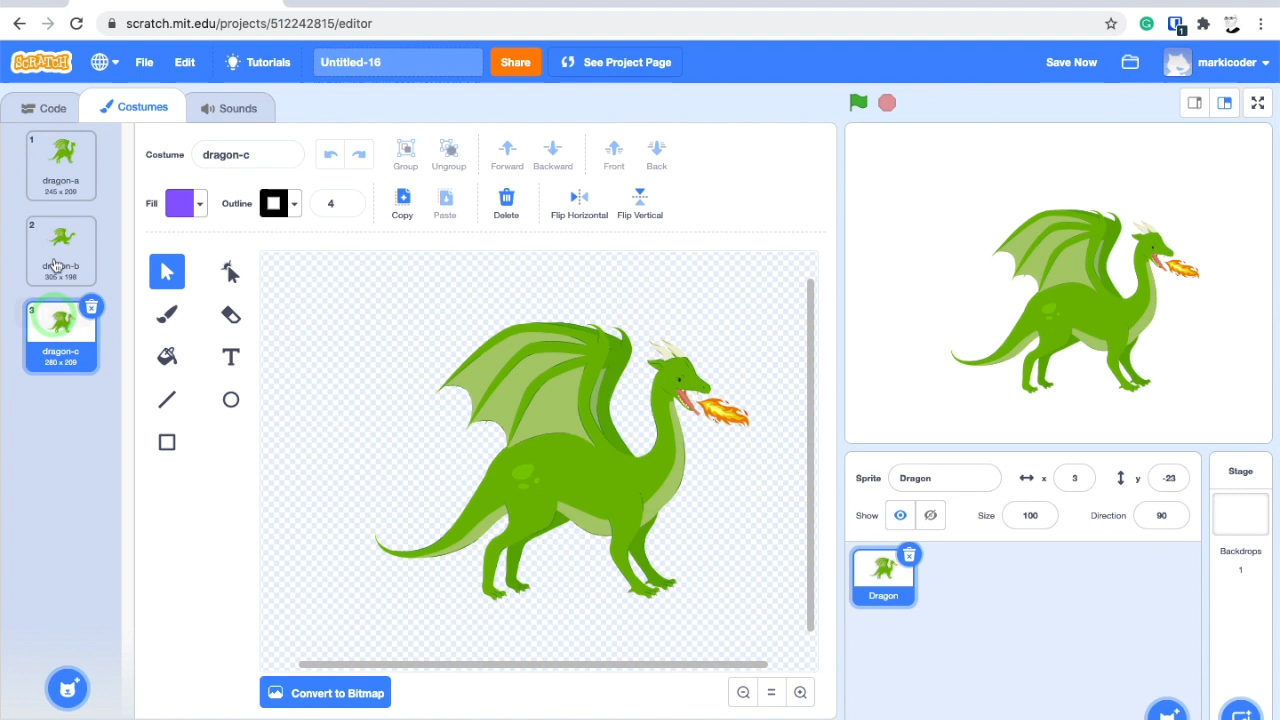 scratch.mit.edu/projects/512242815/editor
1
SCRATCH File Edit Tutorials Untitled-16 Share See Project Page Save Now markicoder
Code Costumes Sounds
1
dragon-a
245 x 209
2
305 x 198
3
dragon-c
280 x 209
Costume dragon-c Group Ungroup Forward Backward Front Back
Fill Outline 4 Copy Paste Delete Flip Horizontal Flip Vertical
T
Convert to Bitmap
Sprite Dragon x 3 y -23
Show Size 100 Direction 90
Dragon
Stage
Backdrops
1